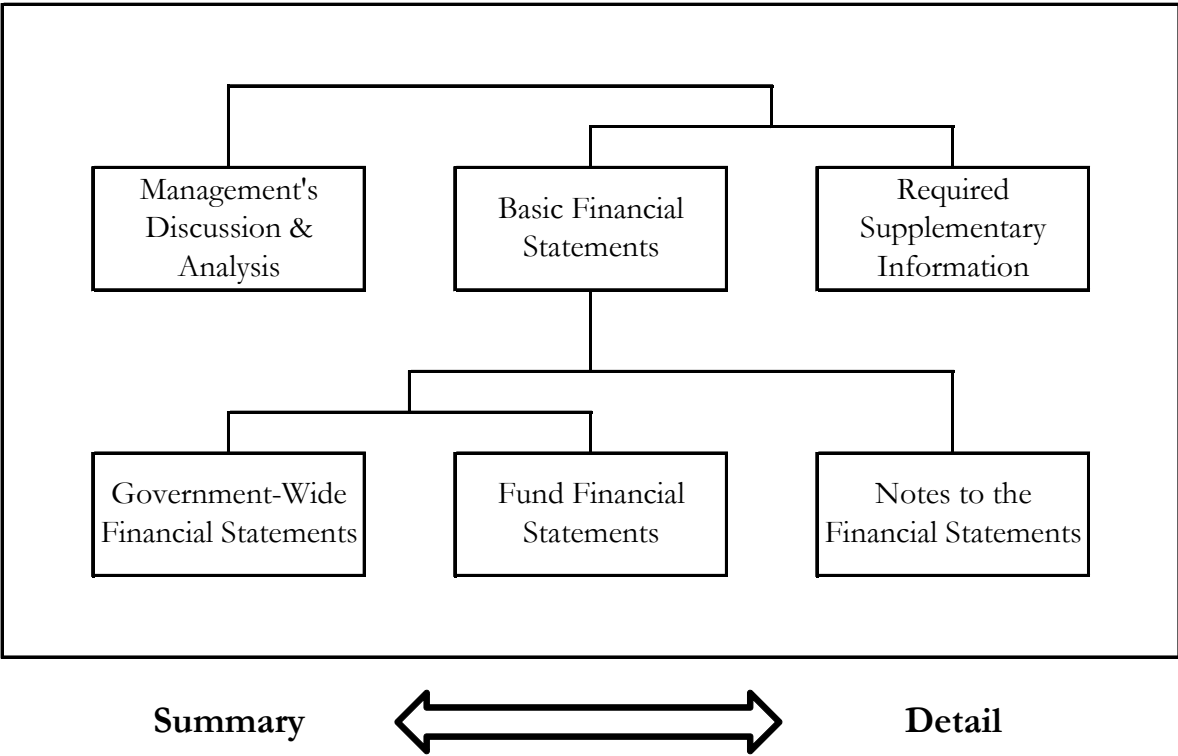 Management's
Discussion &
Analysis
Basic Financial
Statements
Required
Supplementary
Information
Government-Wide
Financial Statements
Fund Financial
Statements
Notes to the
Financial Statements
Summary
Detail